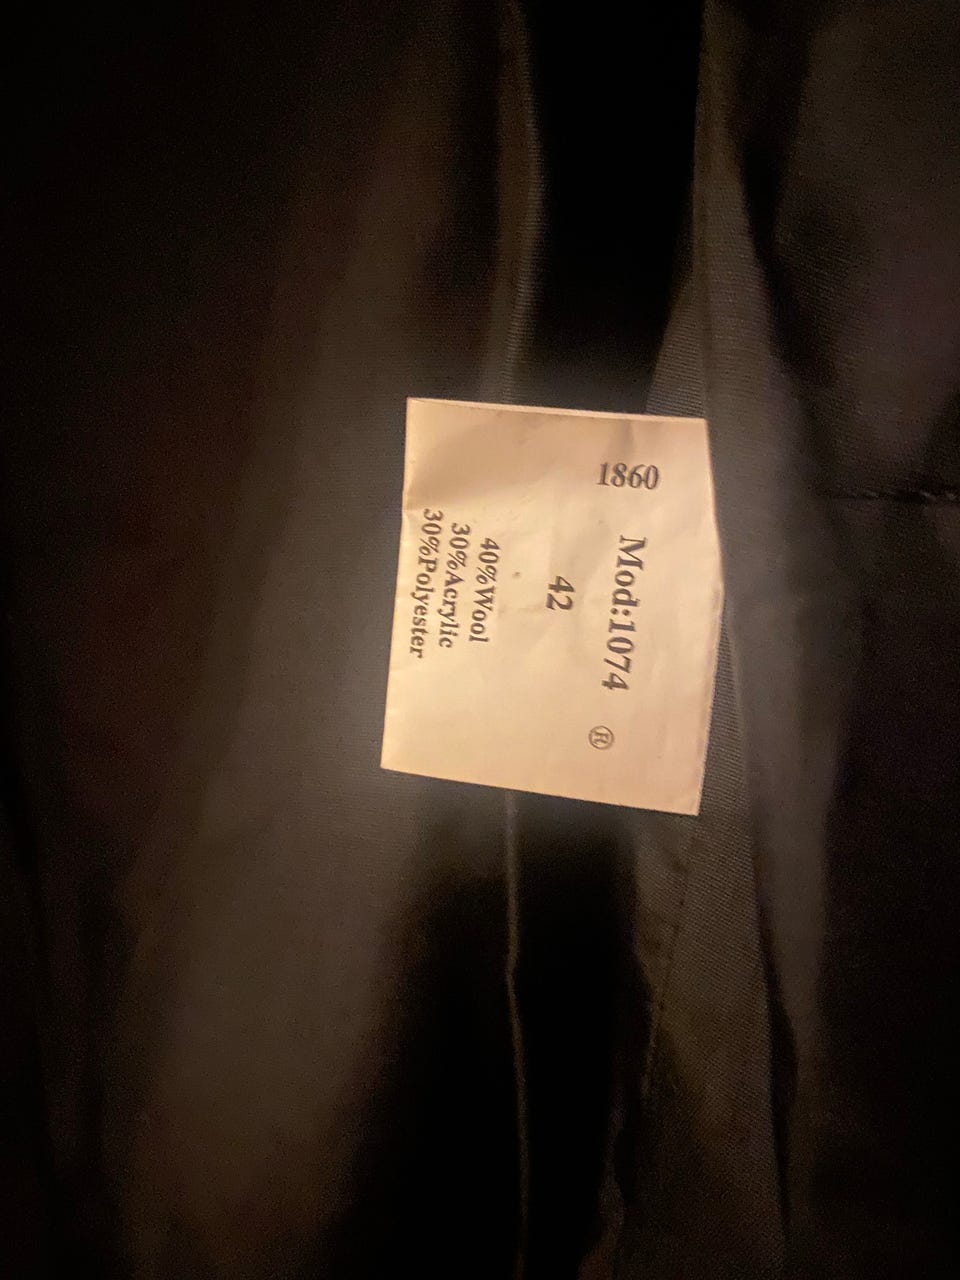 1860
Mod:1074 ®
42
40%Wool
30%Acrylic
30%Polyester